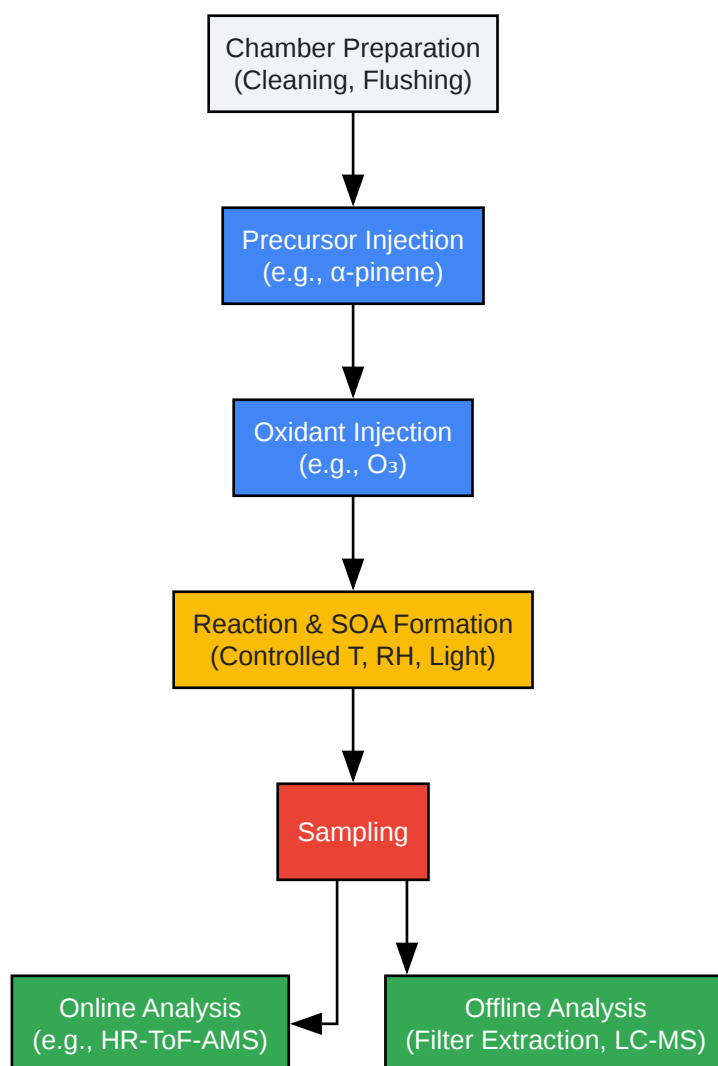 Chamber Preparation
(Cleaning, Flushing)
Precursor Injection
(e.g., α-pinene)
Oxidant Injection
(e.g., O₃)
Reaction & SOA Formation
(Controlled T, RH, Light)
Sampling
Online Analysis
(e.g., HR-ToF-AMS)
Offline Analysis
(Filter Extraction, LC-MS)